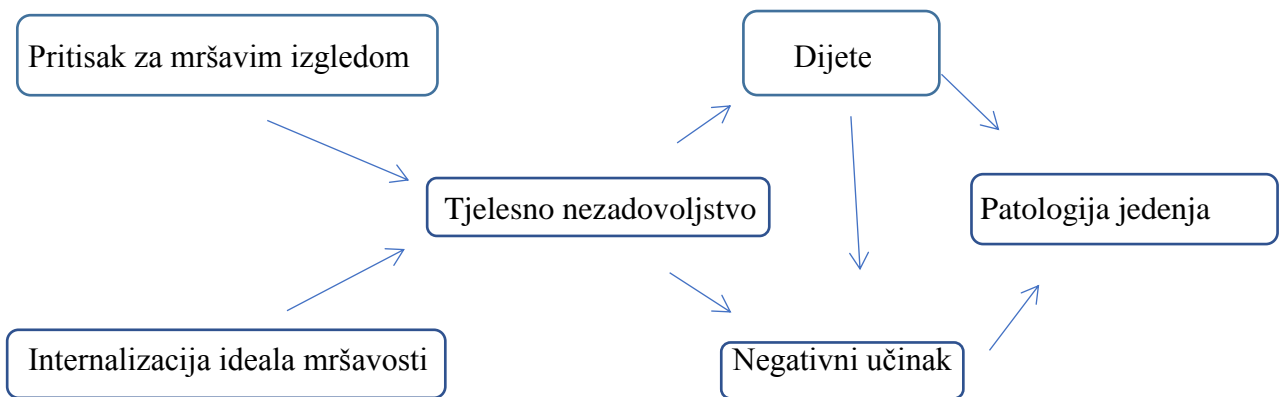 Pritisak za mršavim izgledom
Dijete
Tjelesno nezadovoljstvo
Patologija jedenja
Internalizacija ideala mršavosti
Negativni učinak